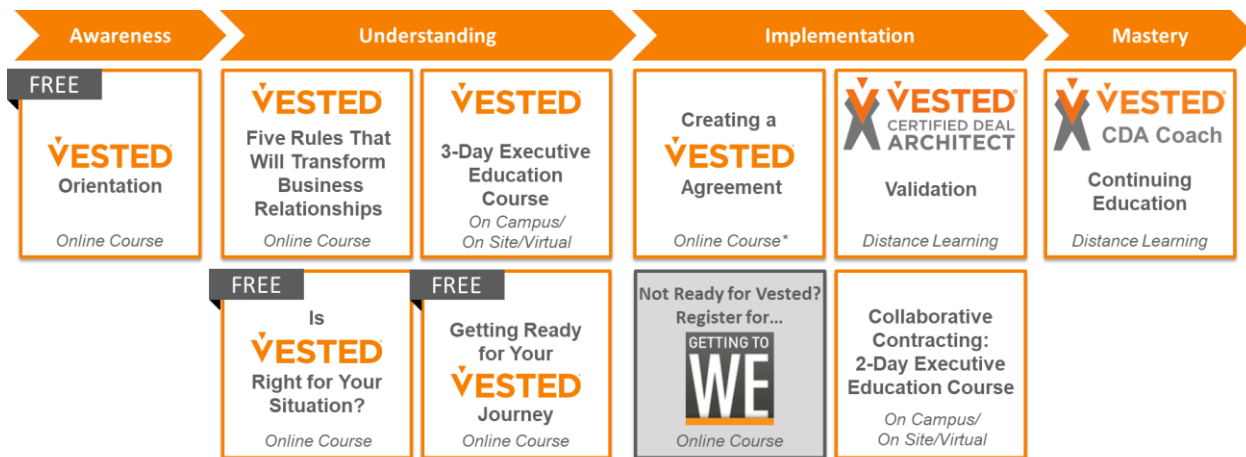 Awareness
Understanding
Implementation
Mastery
FREE
VESTED
Orientation
Online Course
VESTED®
Five Rules That
Will Transform
Business
Relationships
Online Course
VESTED®
3-Day Executive
Education
Course
On Campus/
On Site/Virtual
Creating a
VESTED®
Agreement
Online Course*
VESTED®
CERTIFIED DEAL
ARCHITECT
Validation
Distance Learning
VESTED®
CDA Coach
Continuing
Education
Distance Learning
FREE
Is
VESTED®
Right for Your
Situation?
Online Course
FREE
Getting Ready
for Your
VESTED®
Journey
Online Course
Not Ready for Vested?
Register for...
GETTING TO
WE
Online Course
Collaborative
Contracting:
2-Day Executive
Education Course
On Campus/
On Site/Virtual